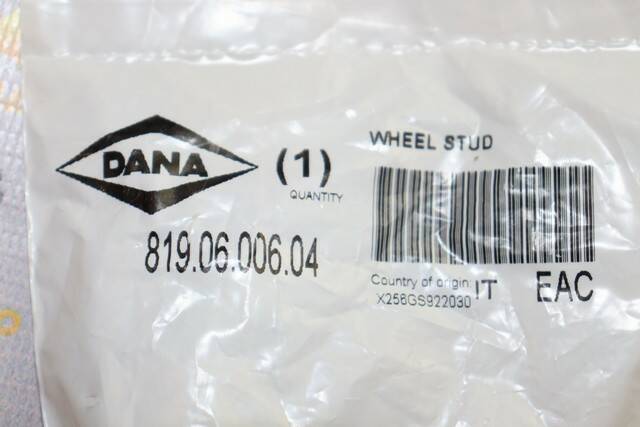 DANA
(1)
QUANTITY
819.06.006.04
WHEEL STUD
Country of origin: IT
X256GS922030
EAC